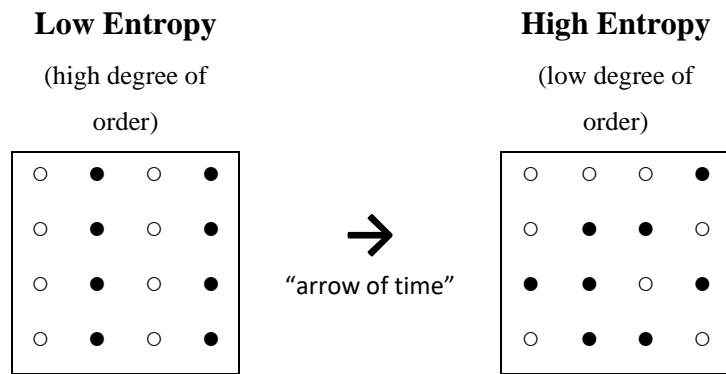 Low Entropy
(high degree of
order)
High Entropy
(low degree of
order)
“arrow of time”